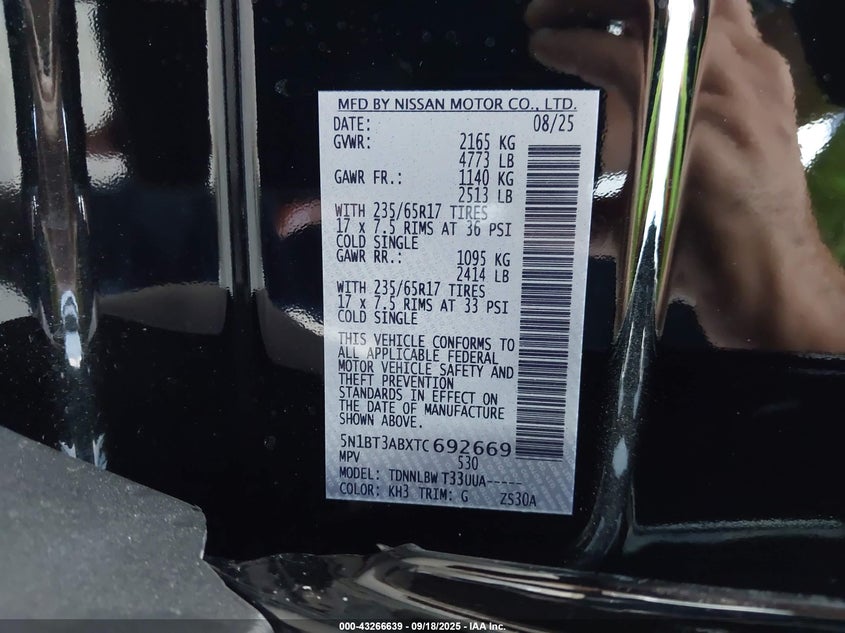 MFD BY NISSAN MOTOR CO., LTD.
DATE: 08/25
GVWR: 2165 KG
4773 LB
GAWR FR.: 1140 KG
2513 LB
WITH 235/65R17 TIRES
17 x 7.5 RIMS AT 36 PSI
COLD SINGLE
GAWR RR.: 1095 KG
2414 LB
WITH 235/65R17 TIRES
17 x 7.5 RIMS AT 33 PSI
COLD SINGLE
THIS VEHICLE CONFORMS TO
ALL APPLICABLE FEDERAL
MOTOR VEHICLE SAFETY AND
THEFT PREVENTION
STANDARDS IN EFFECT ON
THE DATE OF MANUFACTURE
SHOWN ABOVE.
5N1BT3ABXTC692669
MPV 530
MODEL: TDNNLBW T33UUA-----
COLOR: KH3 TRIM: G ZS30A
000-43266639 - 09/18/2025 - IAA Inc.